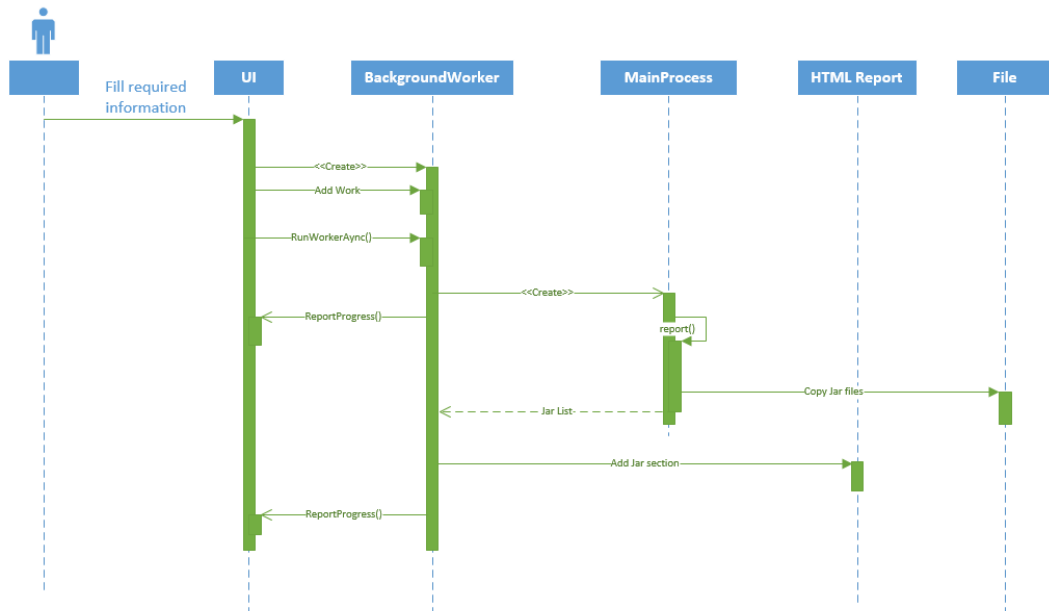 UI
BackgroundWorker
MainProcess
HTML Report
File
Fill required
information
<<Create>>
Add Work
RunWorkerAync()
<<Create>>
ReportProgress()
report()
Copy Jar files
Jar List
Add Jar section
ReportProgress()